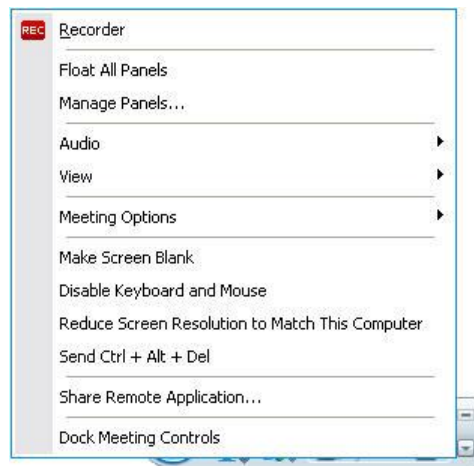 REC Recorder
Float All Panels
Manage Panels...
Audio
View
Meeting Options
Make Screen Blank
Disable Keyboard and Mouse
Reduce Screen Resolution to Match This Computer
Send Ctrl + Alt + Del
Share Remote Application...
Dock Meeting Controls